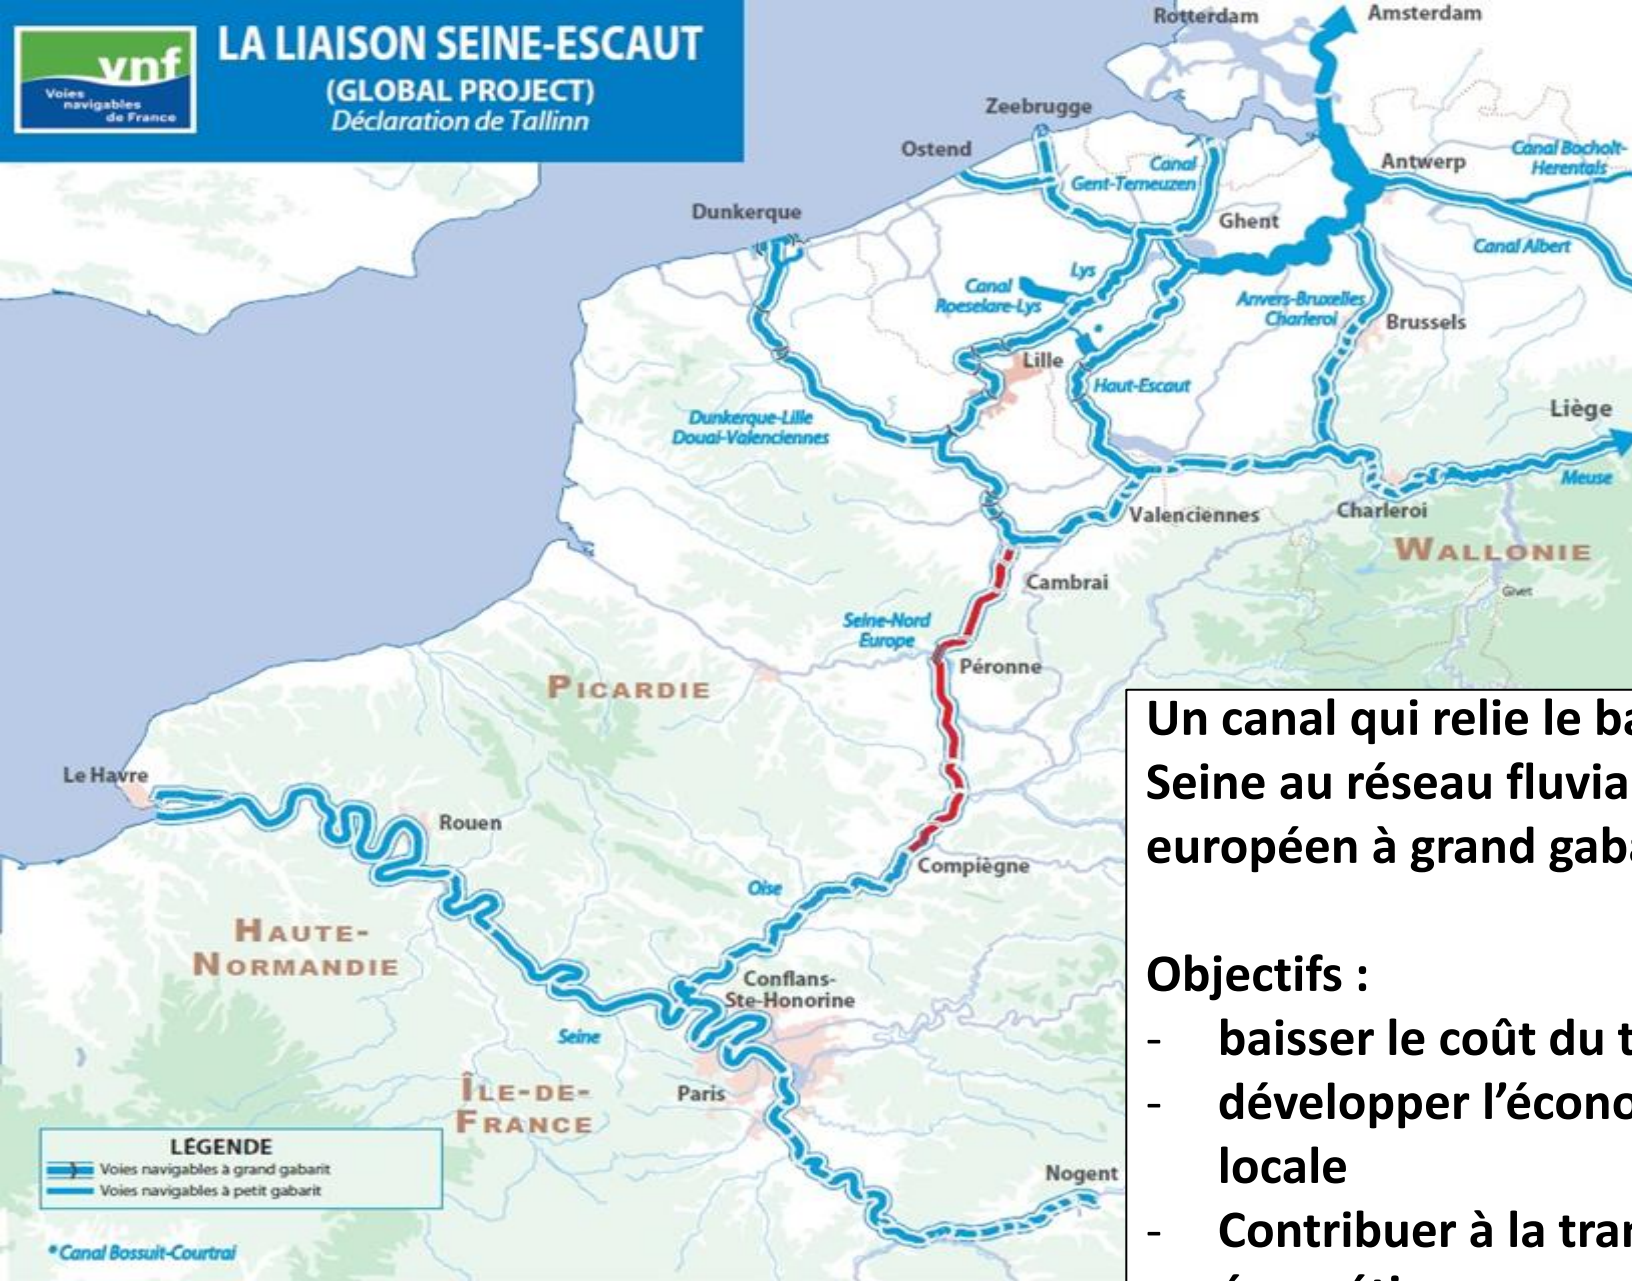 vnf
Voies
navigables
de France
LA LIAISON SEINE-ESCAUT
(GLOBAL PROJECT)
Déclaration de Tallinn
Rotterdam
Amsterdam
Zeebrugge
Ostend
Canal
Gent-Terneuzen
Antwerp
Canal Bocholt-
Herentals
Dunkerque
Ghent
Canal Albert
Lys
Canal
Roeselare-Lys
Anvers-Bruxelles
Charleroi
Brussels
Lille
Haut-Escaut
Dunkerque-Lille
Douai-Valenciennes
Liège
Meuse
Valenciennes
Charleroi
WALLONIE
Givet
Cambrai
Seine-Nord
Europe
Péronne
PICARDIE
Le Havre
Rouen
Compiègne
Oise
HAUTE-
NORMANDIE
Conflans-
Ste-Honorine
Seine
Paris
ÎLE-DE-
FRANCE
Nogent
LÉGENDE
Voies navigables à grand gabarit
Voies navigables à petit gabarit
*Canal Bossuit-Courtrai
Un canal qui relie le
Seine au réseau
européen à grand
Objectifs :
- baisser le coût du
- développer
locale
- Contribuer à la